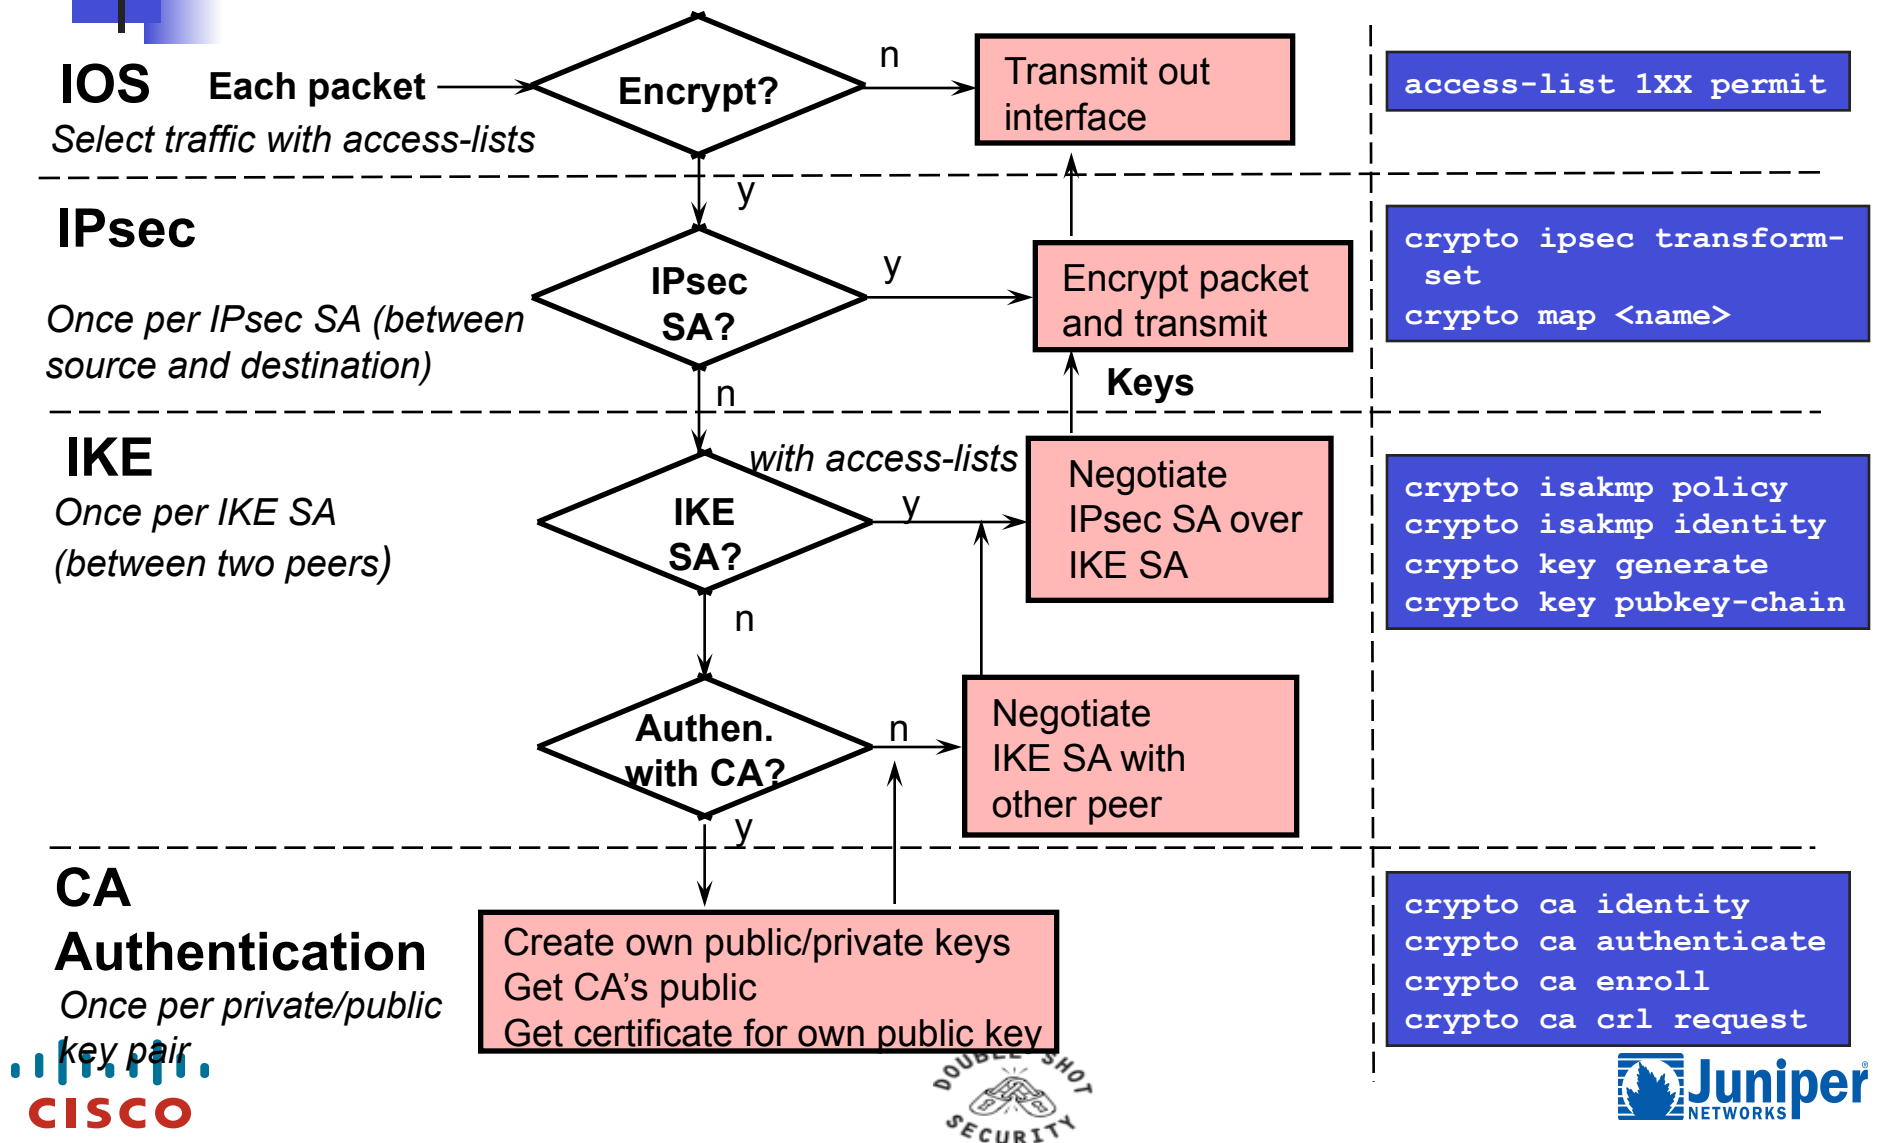 IOS
Each packet
Encrypt?
n
Transmit out
interface
access-list 1XX permit
Select traffic with access-lists
y
IPsec
IPsec
SA?
y
Encrypt packet
and transmit
crypto ipsec transform-
set
crypto map <name>
Once per IPsec SA (between
source and destination)
n
Keys
IKE
with access-lists
Once per IKE SA
(between two peers)
IKE
SA?
y
Negotiate
IPsec SA over
IKE SA
crypto isakmp policy
crypto isakmp identity
crypto key generate
crypto key pubkey-chain
n
Authen.
with CA?
n
Negotiate
IKE SA with
other peer
y
CA
Authentication
Once per private/public
key pair
Create own public/private keys
Get CA's public
Get certificate for own public key
crypto ca identity
crypto ca authenticate
crypto ca enroll
crypto ca crl request
CISCO
DOUBLE SHOT
SECURITY
Juniper®
NETWORKS